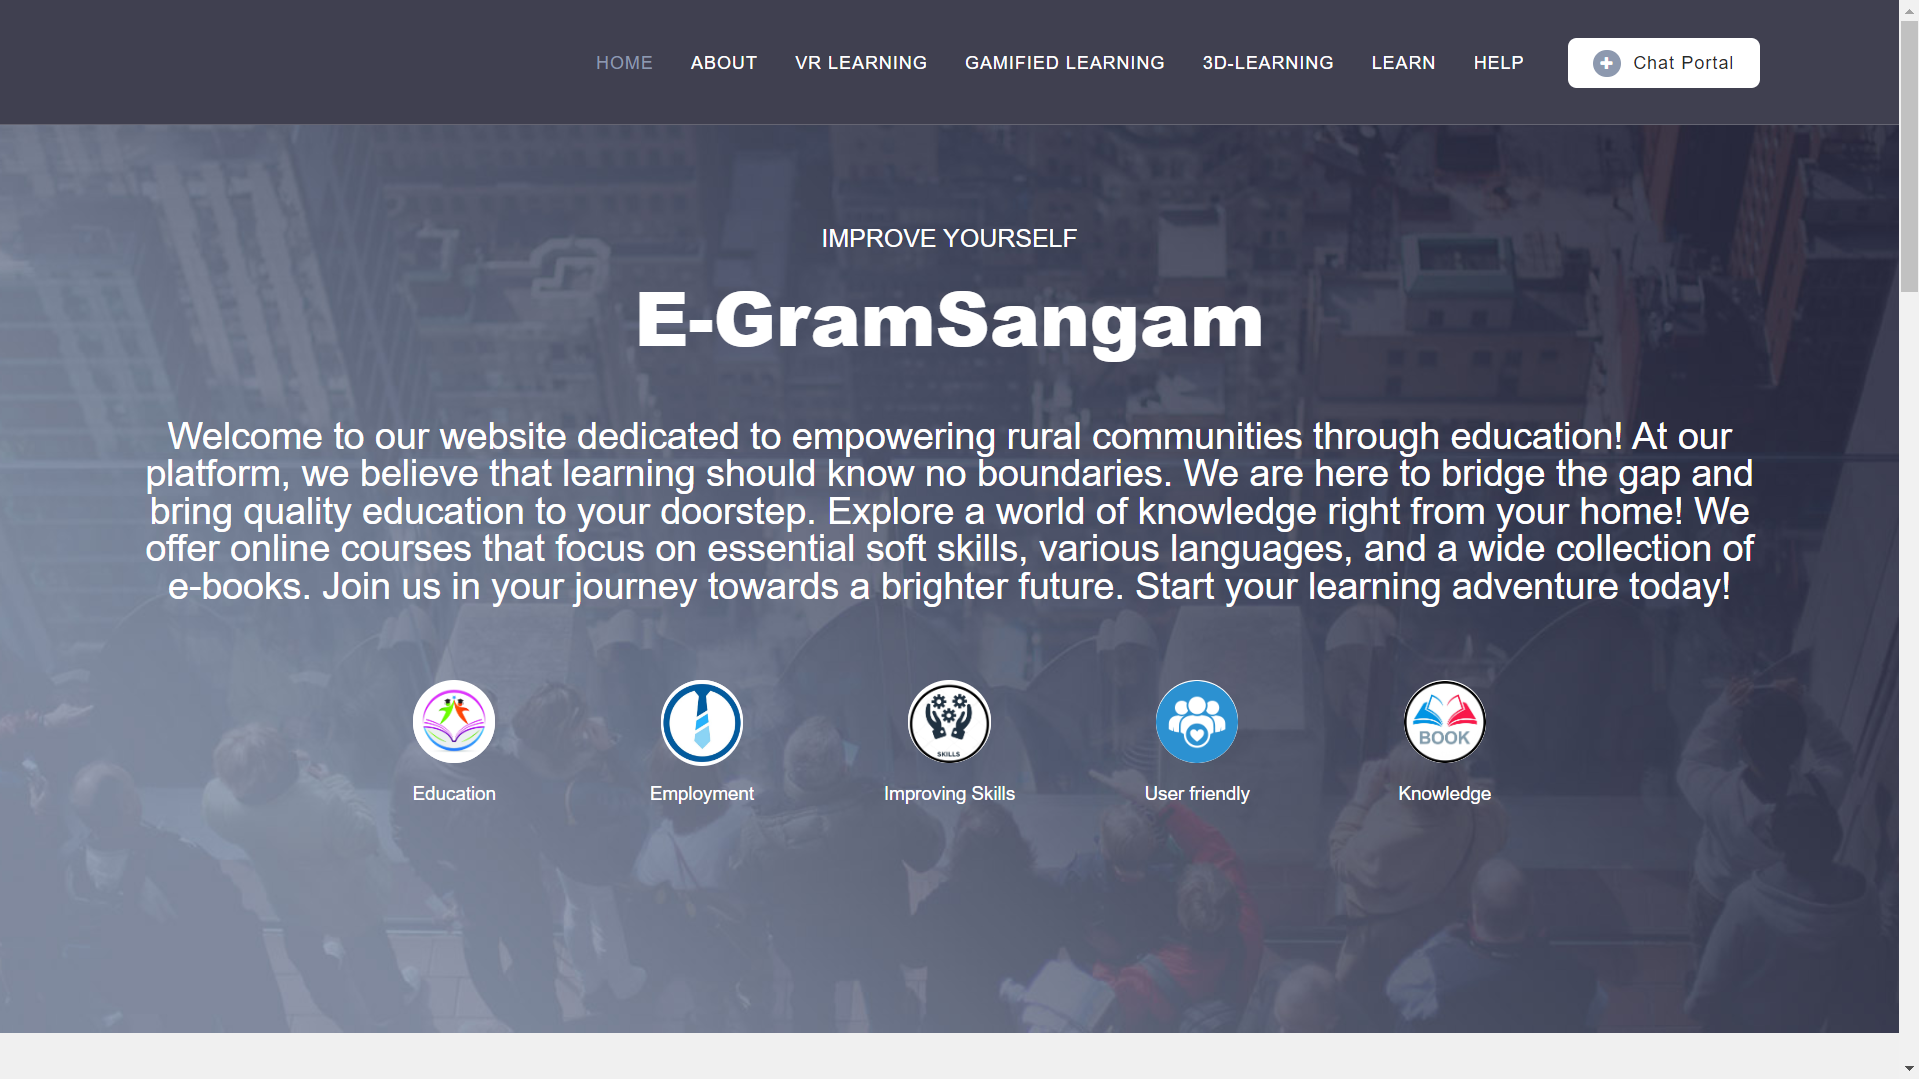 HOME ABOUT VR LEARNING GAMIFIED LEARNING 3D-LEARNING LEARN HELP Chat Portal
IMPROVE YOURSELF
E-GramSangam
Welcome to our website dedicated to empowering rural communities through education! At our
platform, we believe that learning should know no boundaries. We are here to bridge the gap and
bring quality education to your doorstep. Explore a world of knowledge right from your home! We
offer online courses that focus on essential soft skills, various languages, and a wide collection of
e-books. Join us in your journey towards a brighter future. Start your learning adventure today!
SKILLS
BOOK
Education Employment Improving Skills User friendly Knowledge